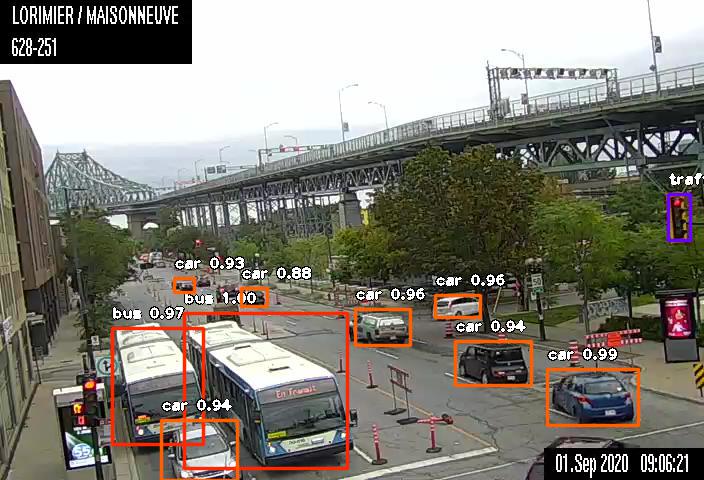 LORIMIER / MAISONNEUVE
628-251
traf
car 0.93
car 0.88
bus 1.00
car 0.96
car 0.96
bus 0.97
car 0.94
car 0.99
car 0.94
En Transit
01.Sep 2020 09:06:21